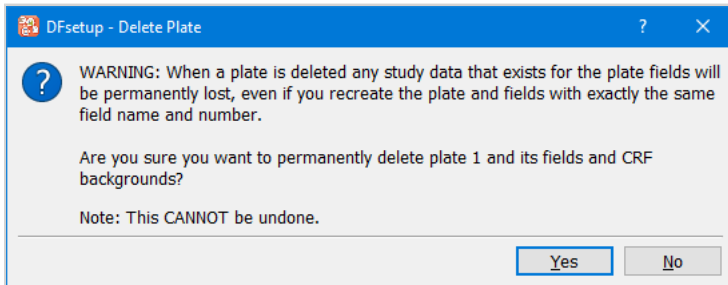 DFsetup - Delete Plate
WARNING: When a plate is deleted any study data that exists for the plate fields will
be permanently lost, even if you recreate the plate and fields with exactly the same
field name and number.
Are you sure you want to permanently delete plate 1 and its fields and CRF
backgrounds?
Note: This CANNOT be undone.
Yes No